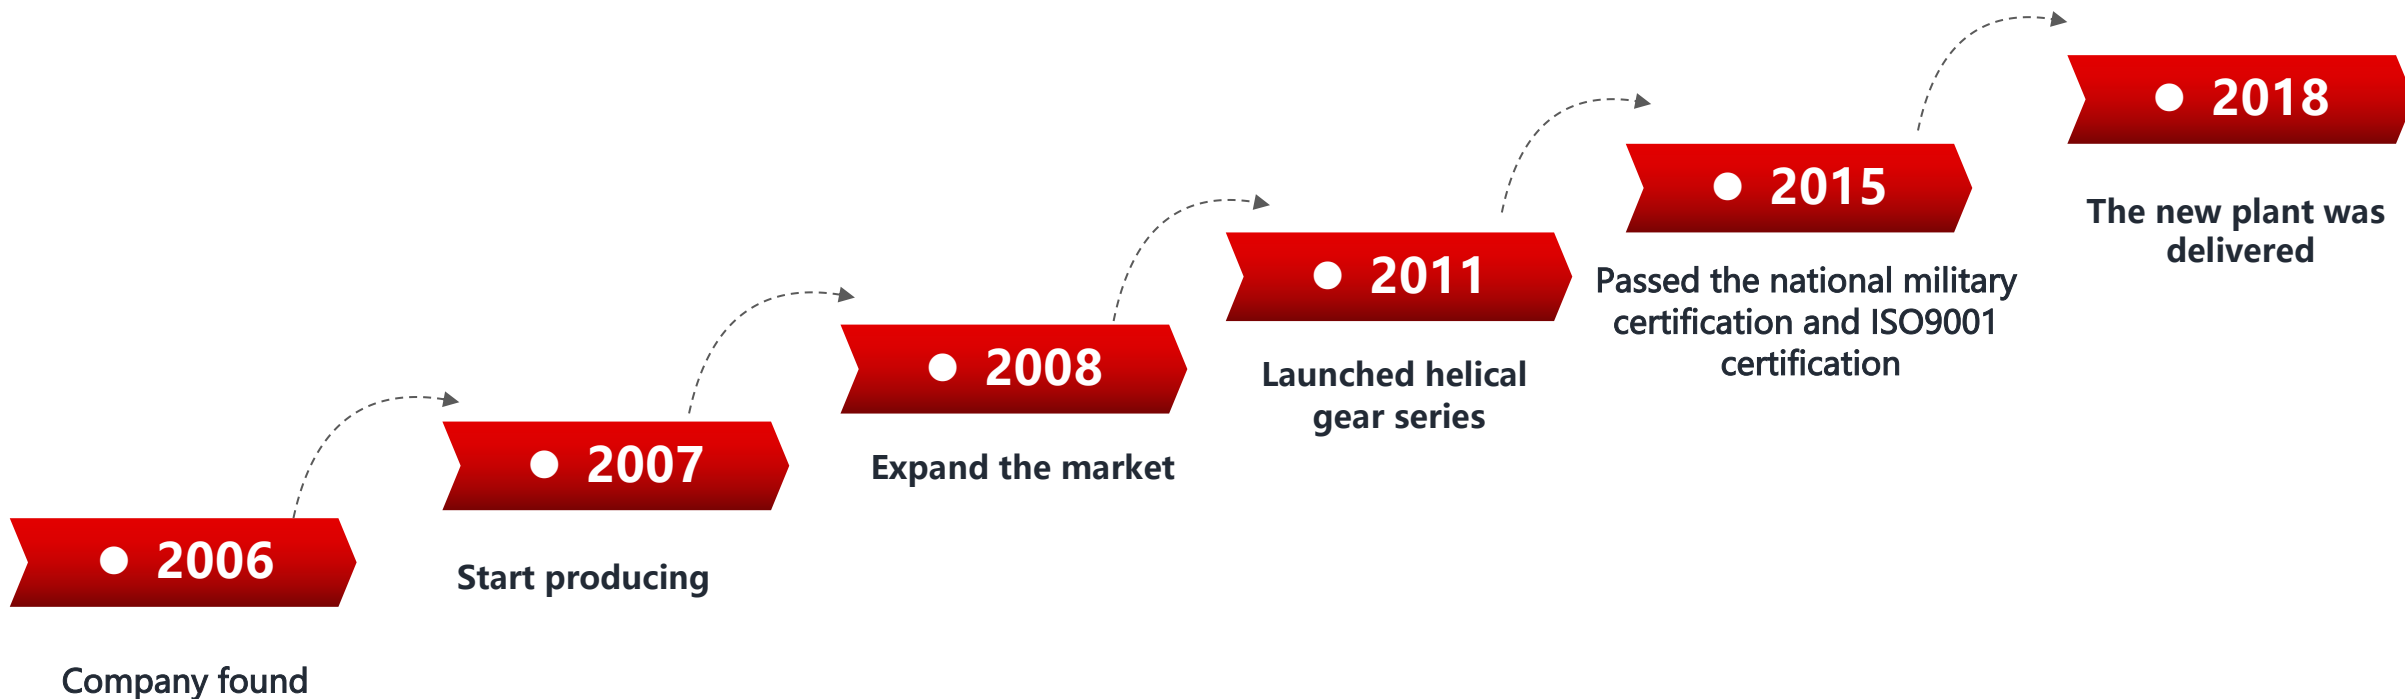 2006
Company found
2007
Start producing
2008
Expand the market
2011
Launched helical
gear series
2015
Passed the national military
certification and ISO9001
certification
2018
The new plant was
delivered